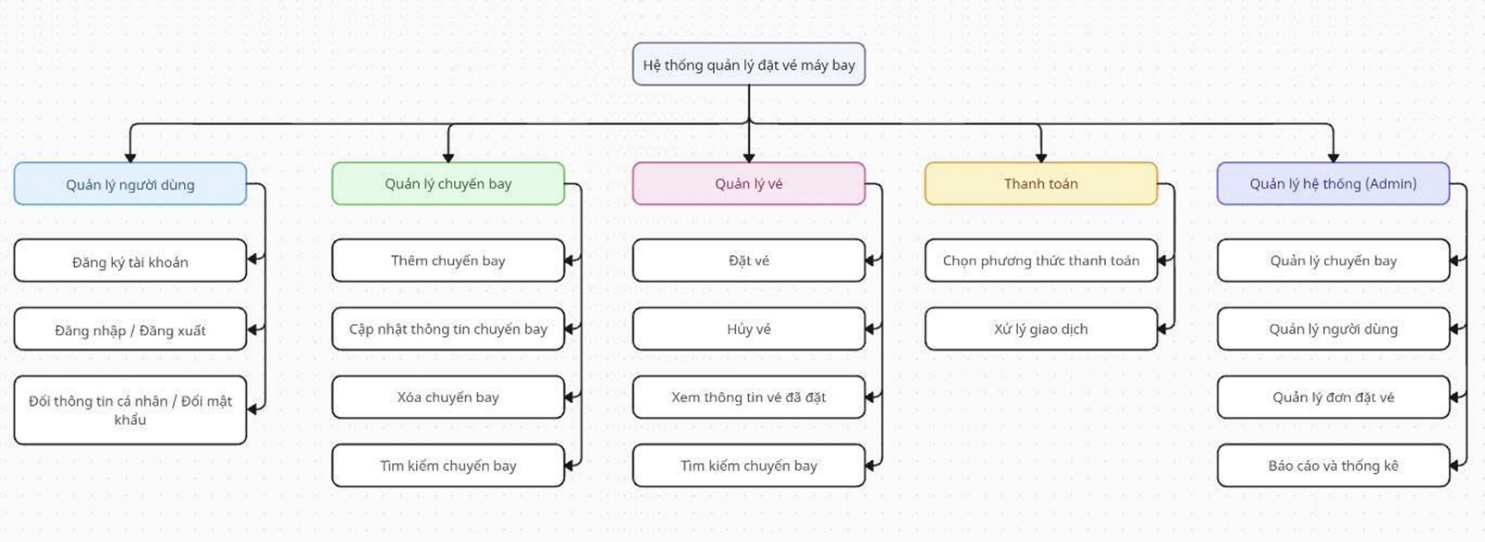 Hệ thống quản lý đặt vé máy bay
Quản lý người dùng
Đăng ký tài khoản
Đăng nhập / Đăng xuất
Đổi thông tin cá nhân / Đổi mật
khẩu
Quản lý chuyến bay
Thêm chuyến bay
Cập nhật thông tin chuyến bay
Xóa chuyến bay
Tìm kiếm chuyến bay
Quản lý vé
Đặt vé
Hủy vé
Xem thông tin vé đã đặt
Tìm kiếm chuyến bay
Thanh toán
Chọn phương thức thanh toán
Xử lý giao dịch
Quản lý hệ thống (Admin)
Quản lý chuyến bay
Quản lý người dùng
Quản lý đơn đặt vé
Báo cáo và thống kê